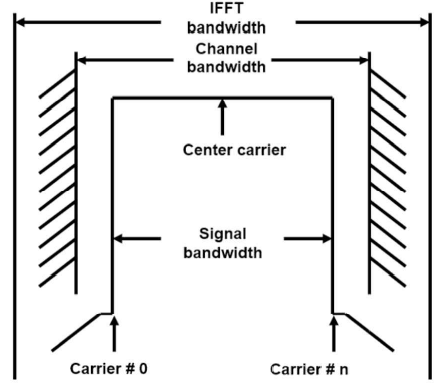 IFFT
bandwidth
Channel
bandwidth
Center carrier
Signal
bandwidth
Carrier # 0
Carrier # n